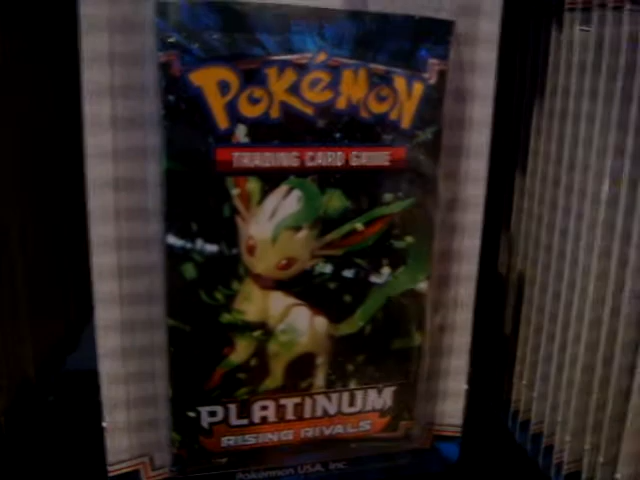 POKéMON
TRADING CARD GAME
PLATINUM
RISING RIVALS
Pokémon USA, Inc.